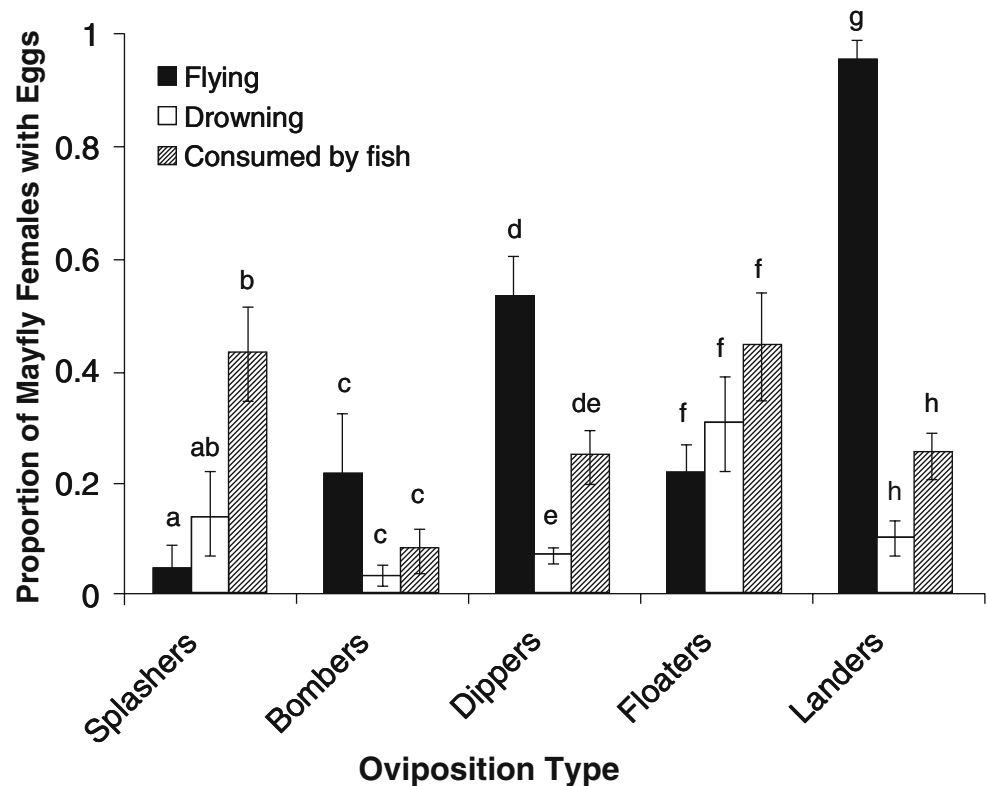 Proportion of Mayfly Females with Eggs
1
0.8
0.6
0.4
0.2
0
Flying
Drowning
Consumed by fish
a
ab
b
c
c
c
d
e
de
f
f
f
g
h
h
Splashers
Bombers
Dippers
Floaters
Landers
Oviposition Type